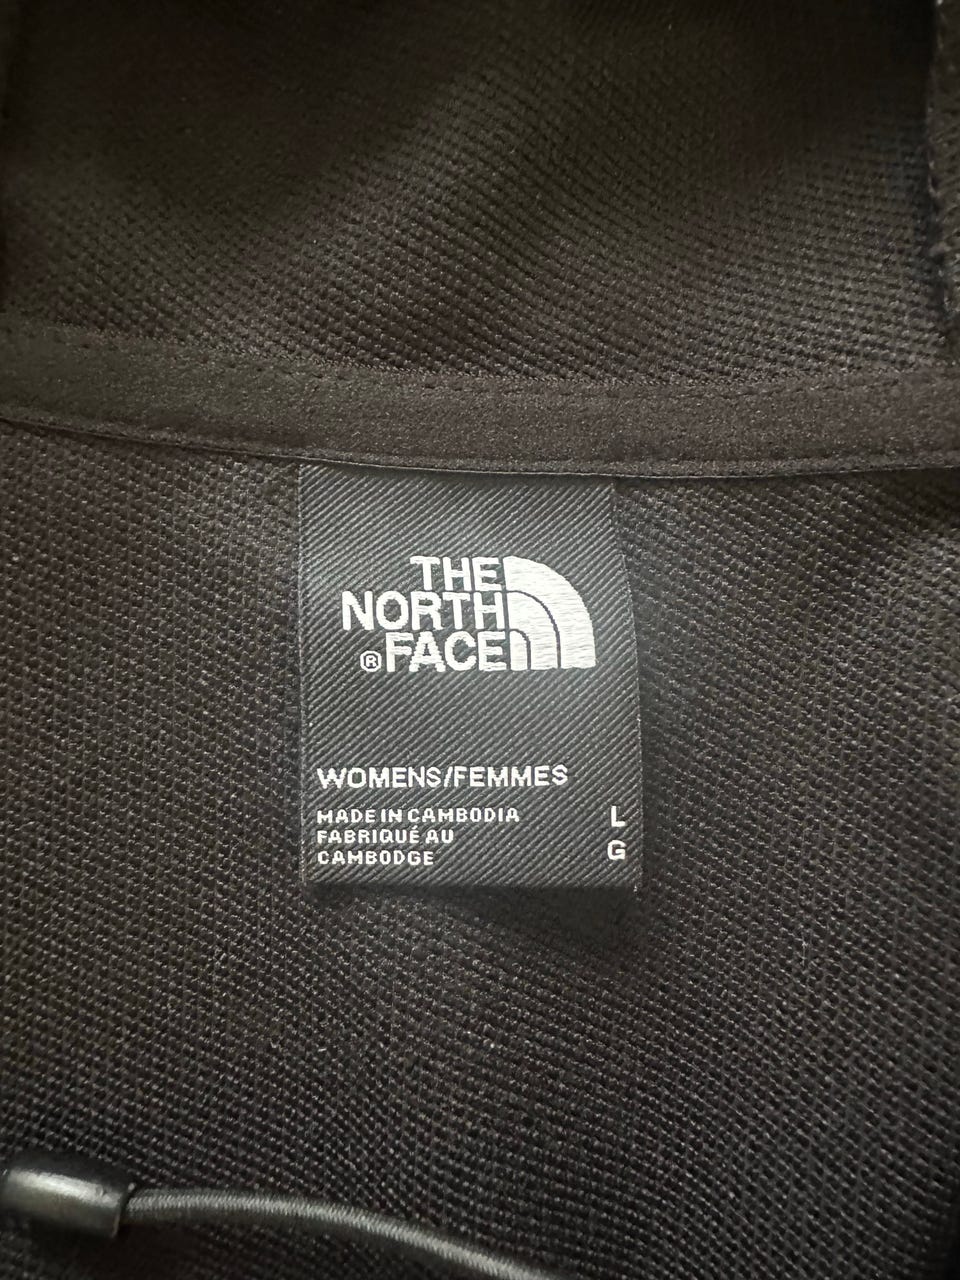 THE
NORTH
®FACE
WOMENS/FEMMES
MADE IN CAMBODIA L
FABRIQUÉ AU
CAMBODGE G